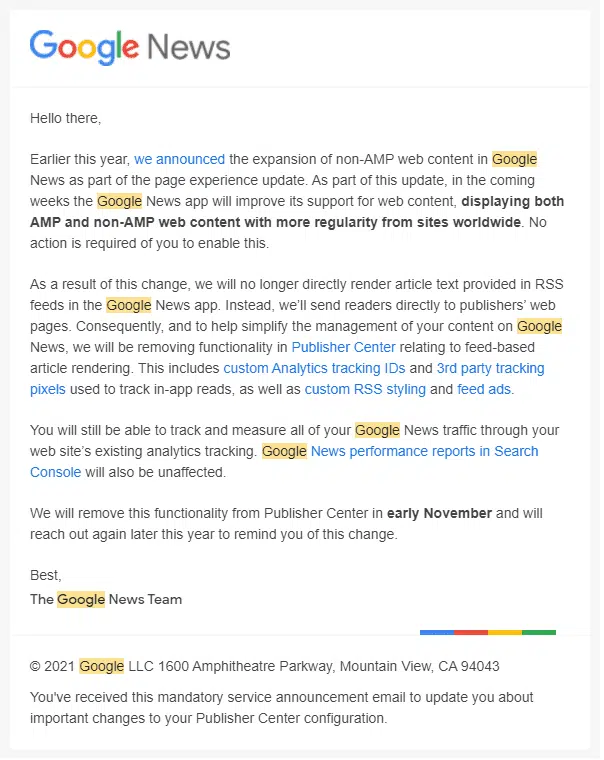 Google News
Hello there,
Earlier this year, we announced the expansion of non-AMP web content in Google
News as part of the page experience update. As part of this update, in the coming
weeks the Google News app will improve its support for web content, displaying both
AMP and non-AMP web content with more regularity from sites worldwide. No
action is required of you to enable this.
As a result of this change, we will no longer directly render article text provided in RSS
feeds in the Google News app. Instead, we’ll send readers directly to publishers’ web
pages. Consequently, and to help simplify the management of your content on Google
News, we will be removing functionality in Publisher Center relating to feed-based
article rendering. This includes custom Analytics tracking IDs and 3rd party tracking
pixels used to track in-app reads, as well as custom RSS styling and feed ads.
You will still be able to track and measure all of your Google News traffic through your
web site’s existing analytics tracking. Google News performance reports in Search
Console will also be unaffected.
We will remove this functionality from Publisher Center in early November and will
reach out again later this year to remind you of this change.
Best,
The Google News Team
© 2021 Google LLC 1600 Amphitheatre Parkway, Mountain View, CA 94043
You've received this mandatory service announcement email to update you about
important changes to your Publisher Center configuration.